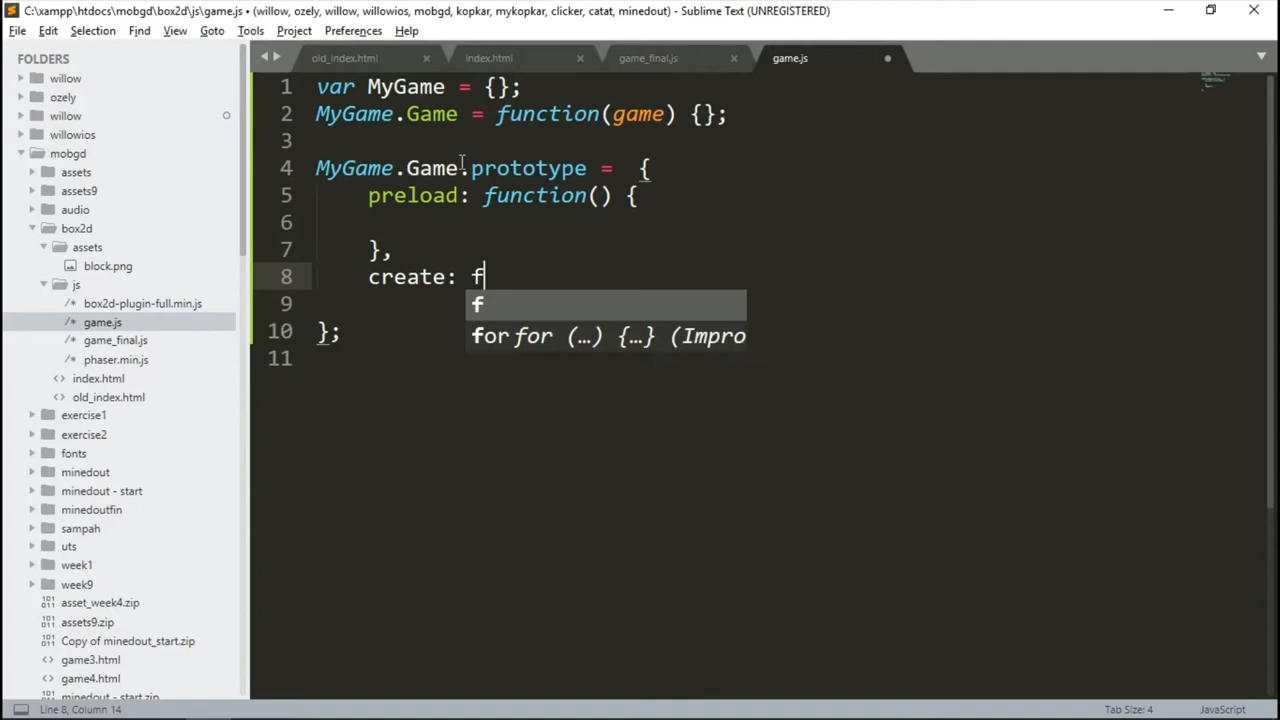 C:\xampp\htdocs\mobgd\box2d\js\game.js • (willow, ozely, willow, willowios, mobgd, kopkar, mykopkar, clicker, catat, minedout) - Sublime Text (UNREGISTERED)
File Edit Selection Find View Goto Tools Project Preferences Help
old_index.html index.html game_final.js game.js
FOLDERS
willow
ozely
willow
willowios
mobgd
assets
assets9
audio
box2d
assets
block.png
js
box2d-plugin-full.min.js
game.js
game_final.js
phaser.min.js
index.html
old_index.html
exercise1
exercise2
fonts
minedout
minedout - start
minedoutfin
sampah
uts
week1
week9
asset_week4.zip
assets9.zip
Copy of minedout_start.zip
game3.html
game4.html
minedout - start.zip
1 var MyGame = {};
2 MyGame.Game = function(game) {};
3
4 MyGame.Game.prototype =  {
5     preload: function() {
6
7     },
8     create: f
9
10 };
11
f
for for (…) {…} (Impro
Line 8, Column 14
Tab Size: 4
JavaScript